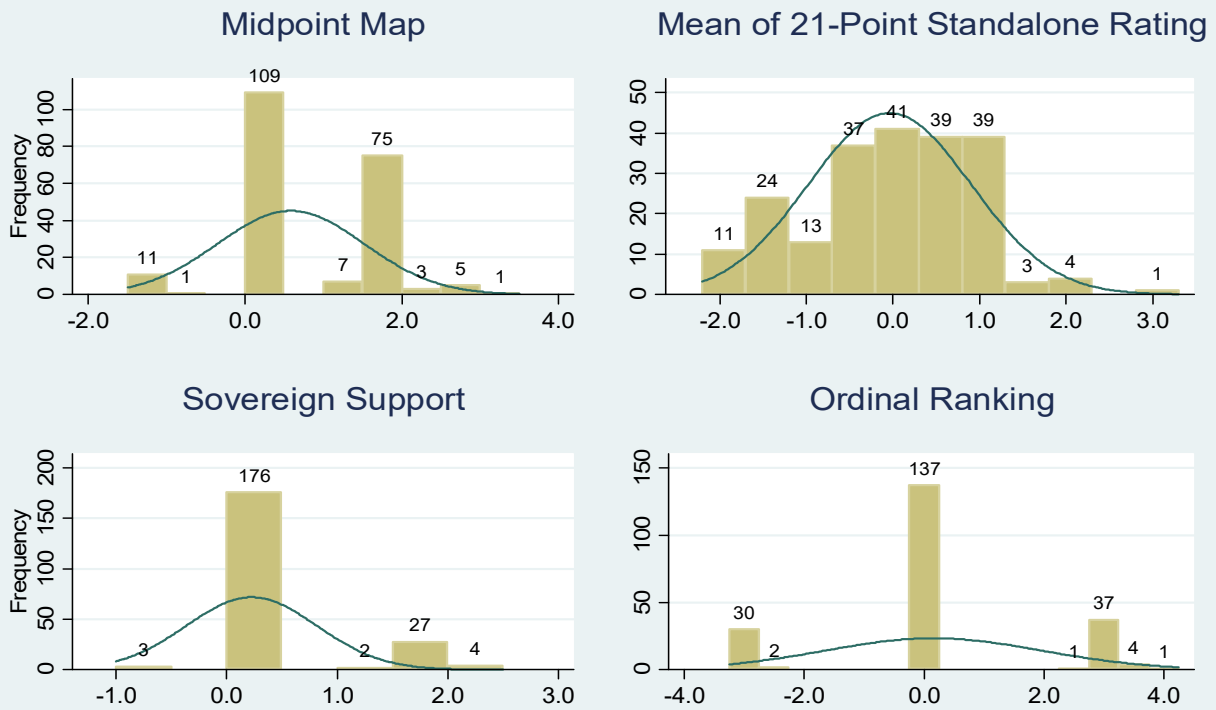 Midpoint Map
Frequency
0 20 40 60 80 100
11 1 109 7 75 3 5 1
-2.0 0.0 2.0 4.0
Mean of 21-Point Standalone Rating
0 10 20 30 40 50
11 24 13 37 41 39 39 3 4 1
-2.0 -1.0 0.0 1.0 2.0 3.0
Sovereign Support
Frequency
0 50 100 150 200
3 176 2 27 4
-1.0 0.0 1.0 2.0 3.0
Ordinal Ranking
0 50 100 150
30 2 137 1 37 4 1
-4.0 -2.0 0.0 2.0 4.0